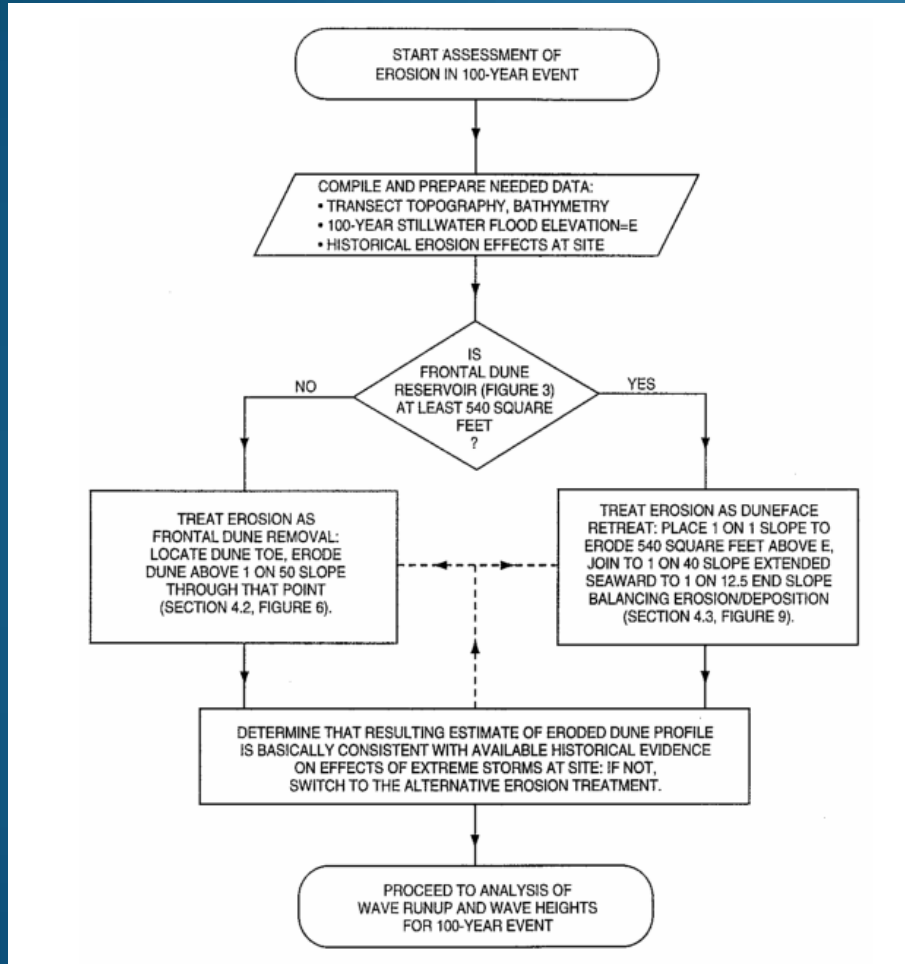 START ASSESSMENT OF
EROSION IN 100-YEAR EVENT
COMPILE AND PREPARE NEEDED DATA:
• TRANSECT TOPOGRAPHY, BATHYMETRY
• 100-YEAR STILLWATER FLOOD ELEVATION=E
• HISTORICAL EROSION EFFECTS AT SITE
IS
FRONTAL DUNE
RESERVOIR (FIGURE 3)
AT LEAST 540 SQUARE
FEET
?
NO
YES
TREAT EROSION AS
FRONTAL DUNE REMOVAL:
LOCATE DUNE TOE, ERODE
DUNE ABOVE 1 ON 50 SLOPE
THROUGH THAT POINT
(SECTION 4.2, FIGURE 6).
TREAT EROSION AS DUNEFACE
RETREAT: PLACE 1 ON 1 SLOPE TO
ERODE 540 SQUARE FEET ABOVE E,
JOIN TO 1 ON 40 SLOPE EXTENDED
SEAWARD TO 1 ON 12.5 END SLOPE
BALANCING EROSION/DEPOSITION
(SECTION 4.3, FIGURE 9).
DETERMINE THAT RESULTING ESTIMATE OF ERODED DUNE PROFILE
IS BASICALLY CONSISTENT WITH AVAILABLE HISTORICAL EVIDENCE
ON EFFECTS OF EXTREME STORMS AT SITE: IF NOT,
SWITCH TO THE ALTERNATIVE EROSION TREATMENT.
PROCEED TO ANALYSIS OF
WAVE RUNUP AND WAVE HEIGHTS
FOR 100-YEAR EVENT